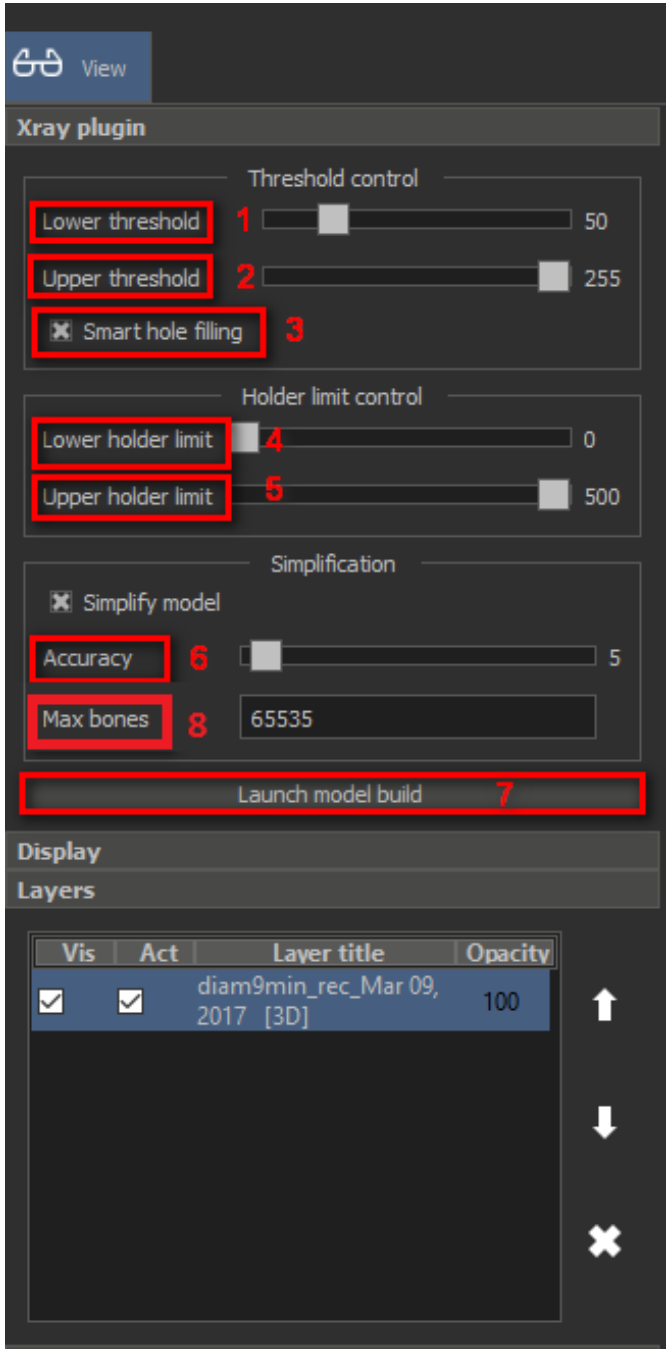 View
Xray plugin
Threshold control
Lower threshold 1 50
Upper threshold 2 255
Smart hole filling 3
Holder limit control
Lower holder limit 4 0
Upper holder limit 5 500
Simplification
Simplify model
Accuracy 6 5
Max bones 8 65535
Launch model build 7
Display
Layers
Vis Act Layer title Opacity
diam9min_rec_Mar 09, 100
2017 [3D]